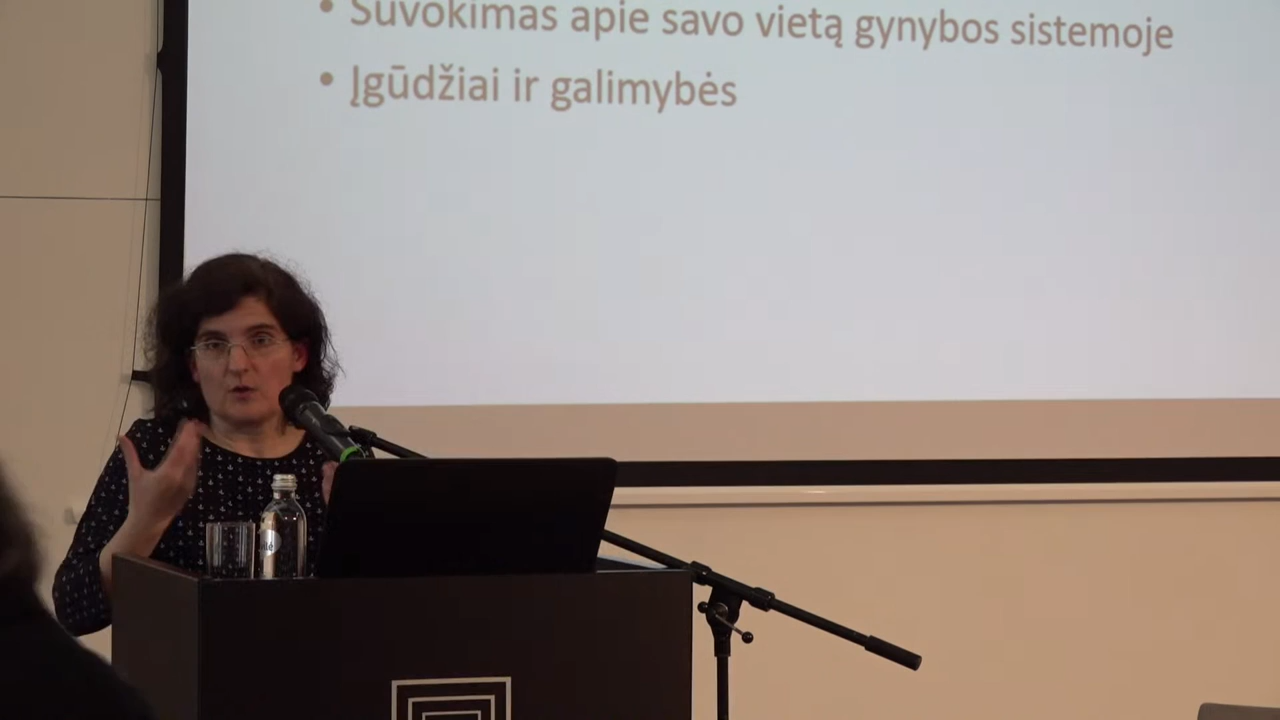 • Suvokimas apie savo vietą gynybos sistemoje
• Įgūdžiai ir galimybės